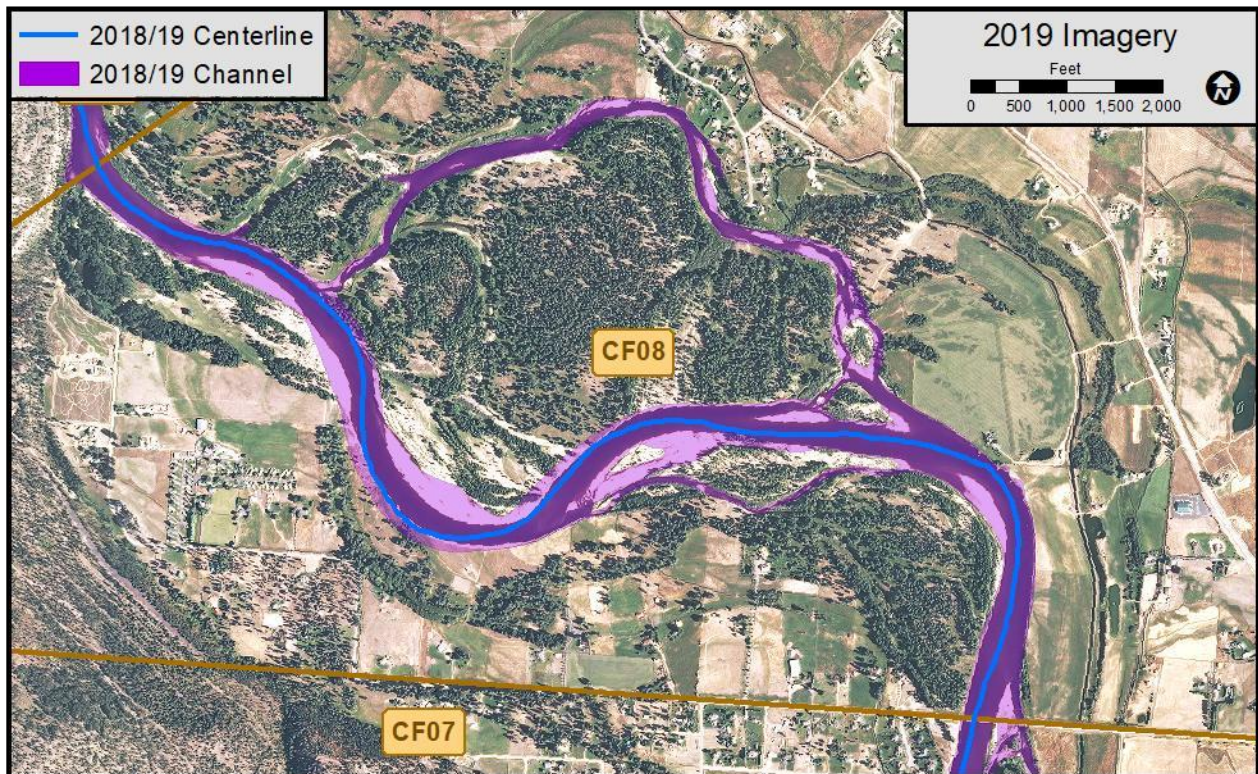 2018/19 Centerline
2018/19 Channel
2019 Imagery
Feet
0 500 1,000 1,500 2,000
N
CF08
CF07